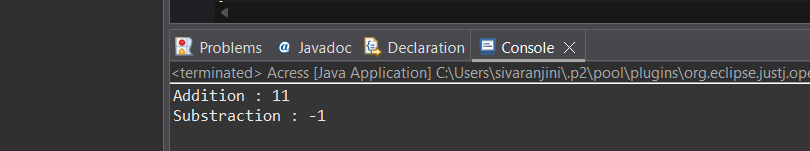 Problems @ Javadoc Declaration Console
<terminated> Acress [Java Application] C:\Users\sivaranjini\.p2\pool\plugins\org.eclipse.justj.ope
Addition : 11
Substraction : -1